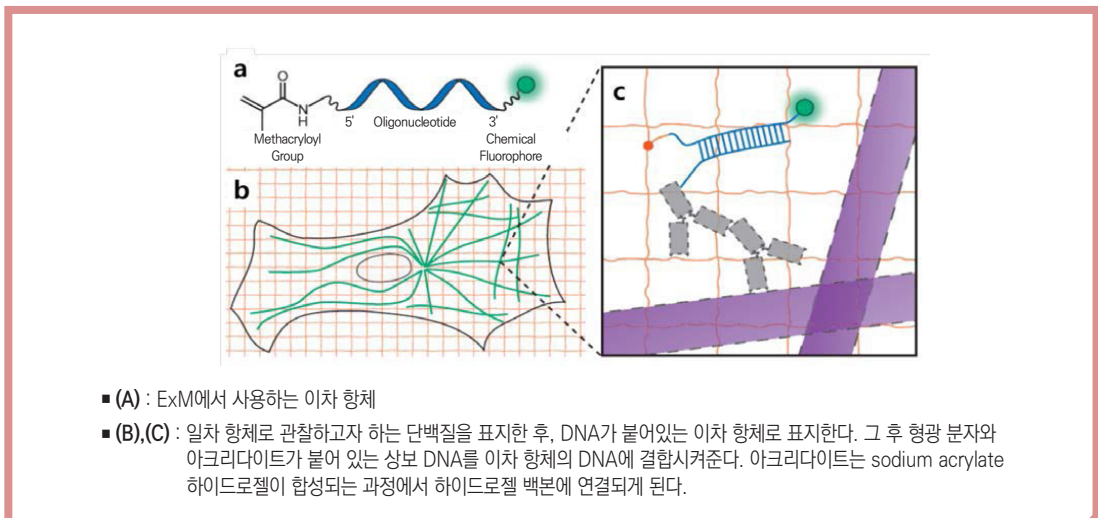 a
O
N
H
5'
Oligonucleotide
3'
Methacryloyl
Group
Chemical
Fluorophore
b
c
▪ (A) : ExM에서 사용하는 이차 항체
▪ (B),(C) : 일차 항체로 관찰하고자 하는 단백질을 표지한 후, DNA가 붙어있는 이차 항체로 표지한다. 그 후 형광 분자와
아크리다이트가 붙어 있는 상보 DNA를 이차 항체의 DNA에 결합시켜준다. 아크리다이트는 sodium acrylate
하이드로젤이 합성되는 과정에서 하이드로젤 백본에 연결되게 된다.